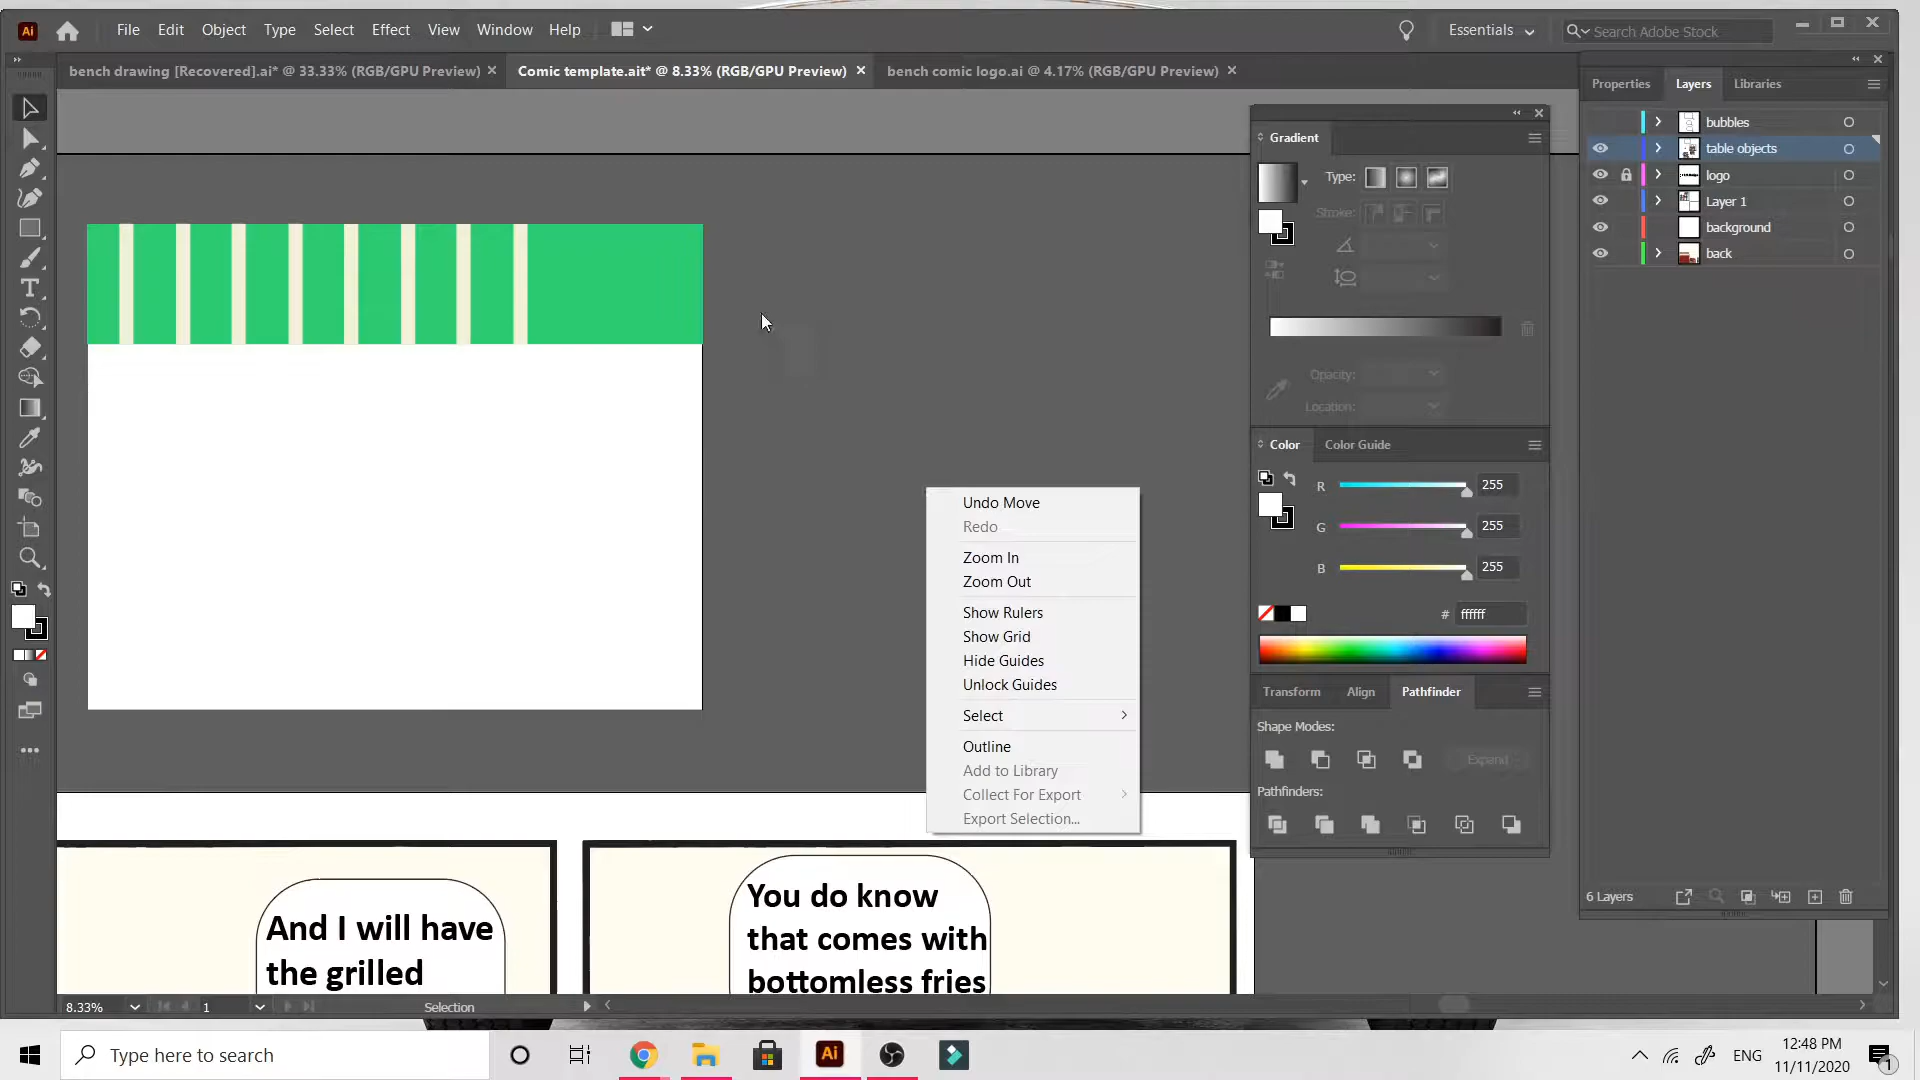 Ai File Edit Object Type Select Effect View Window Help Essentials Search Adobe Stock
bench drawing [Recovered].ai* @ 33.33% (RGB/GPU Preview) Comic template.ait* @ 8.33% (RGB/GPU Preview) bench comic logo.ai @ 4.17% (RGB/GPU Preview)
Properties Layers Libraries
bubbles
table objects
logo
Layer 1
background
back
6 Layers
Gradient
Type:
Stroke:
Opacity:
Location:
Color Color Guide
R 255
G 255
B 255
# ffffff
Transform Align Pathfinder
Shape Modes:
Expand
Pathfinders:
Undo Move
Redo
Zoom In
Zoom Out
Show Rulers
Show Grid
Hide Guides
Unlock Guides
Select
Outline
Add to Library
Collect For Export
Export Selection...
And I will have
the grilled
You do know
that comes with
bottomless fries
8.33% 1 Selection
Type here to search
Ai
ENG
12:48 PM
11/11/2020
1